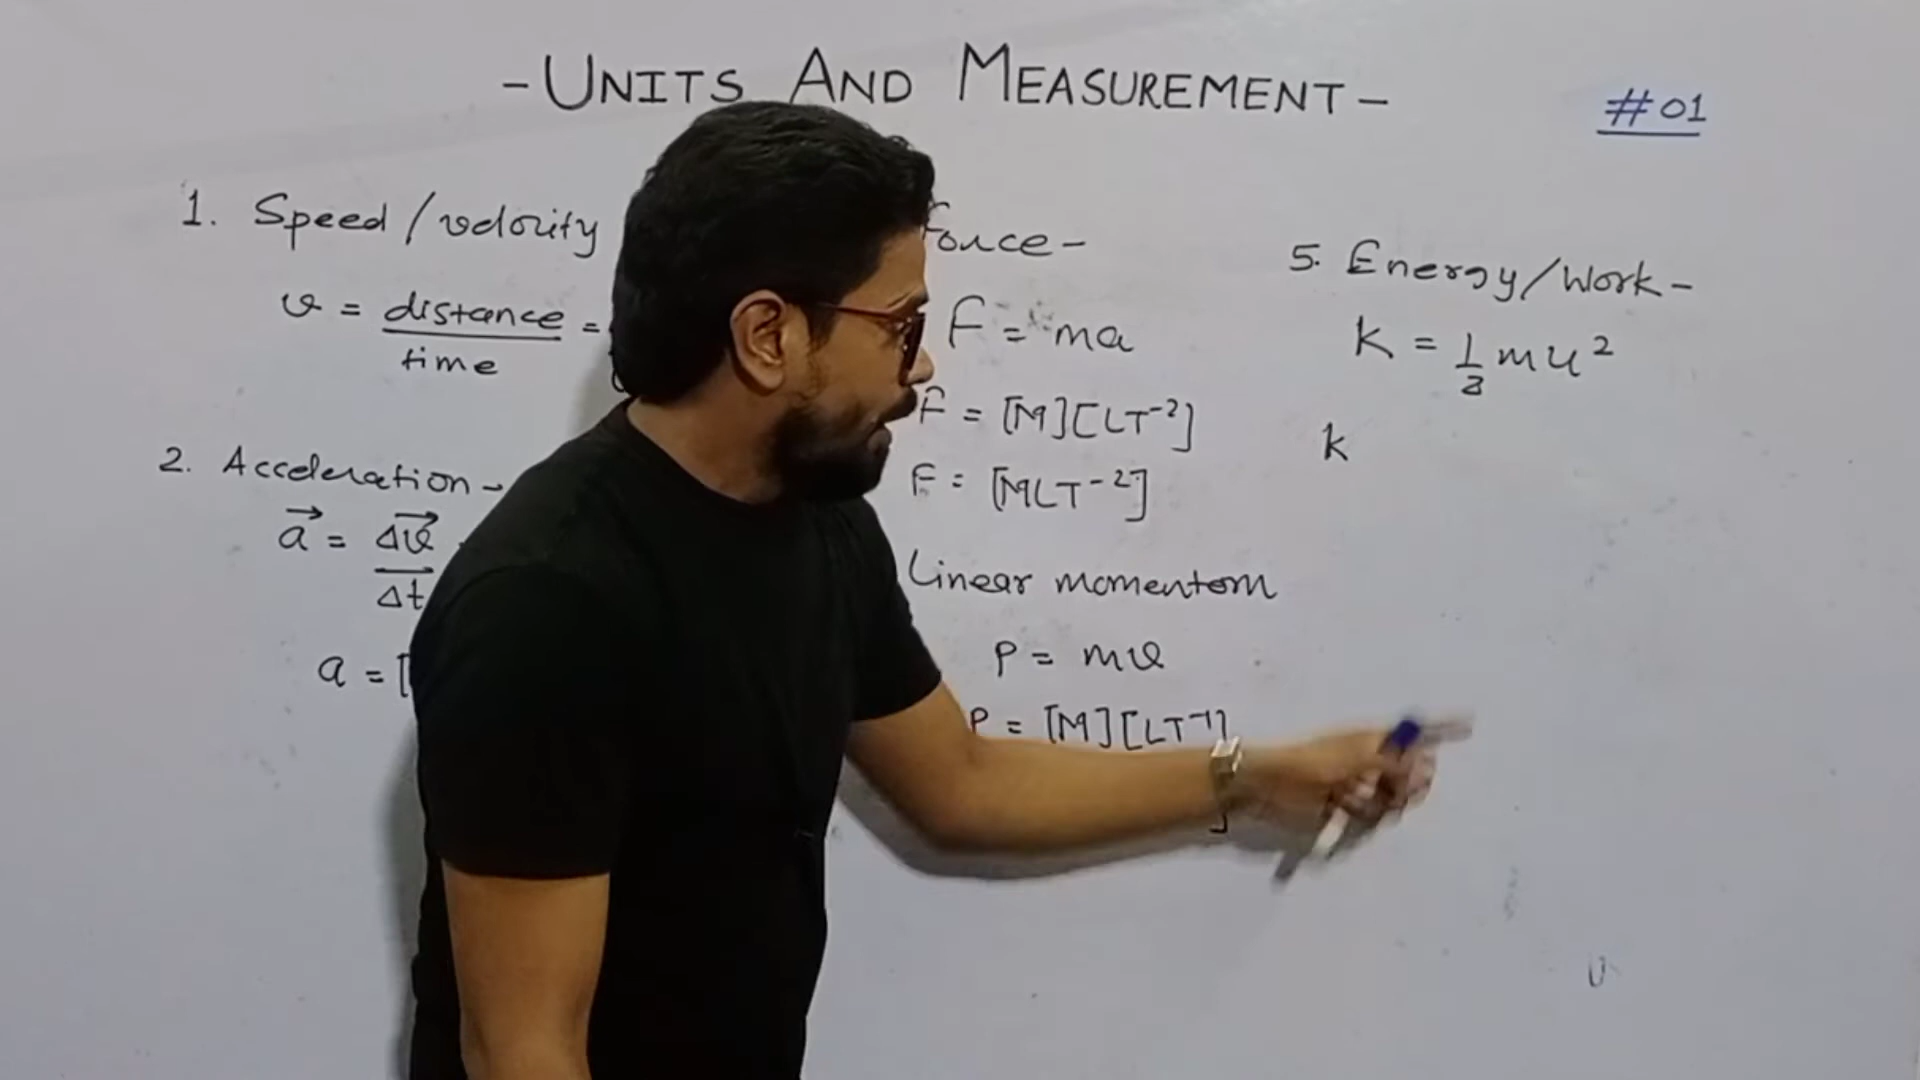 - UNITS AND MEASUREMENT -
#01
1. Speed / velocity
v = distance / time =
2. Acceleration -
a⃗ = Δv⃗ / Δt
a = [
force -
F = ma
F = [M][LT⁻²]
F = [MLT⁻²]
Linear momentom
P = mv
P = [M][LT⁻¹]
]
5. Energy/Work -
K = 1/2 mu²
k